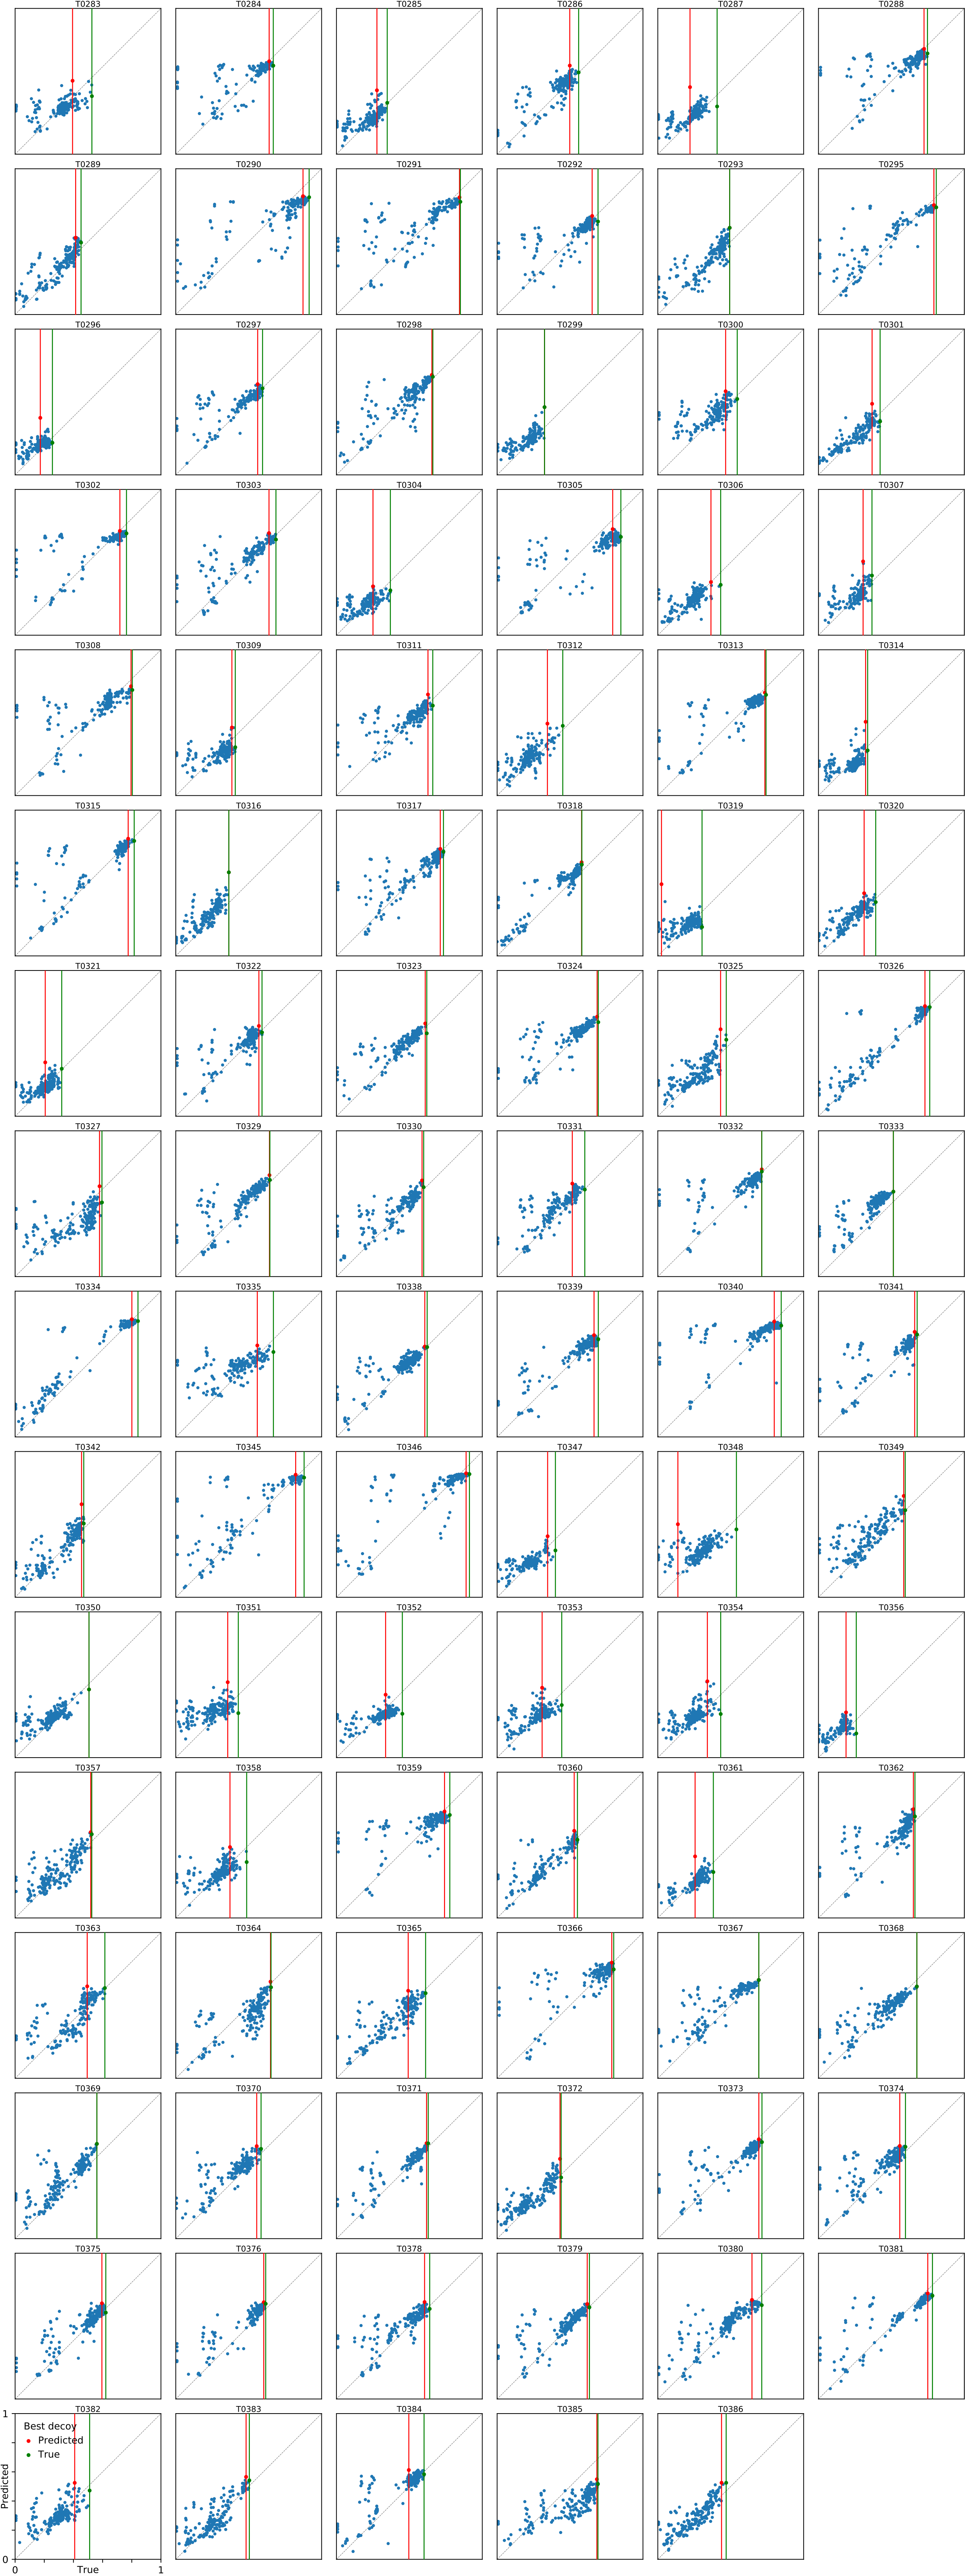 T0283 T0284 T0285 T0286 T0287 T0288
T0289 T0290 T0291 T0292 T0293 T0295
T0296 T0297 T0298 T0299 T0300 T0301
T0302 T0303 T0304 T0305 T0306 T0307
T0308 T0309 T0311 T0312 T0313 T0314
T0315 T0316 T0317 T0318 T0319 T0320
T0321 T0322 T0323 T0324 T0325 T0326
T0327 T0329 T0330 T0331 T0332 T0333
T0334 T0335 T0338 T0339 T0340 T0341
T0342 T0345 T0346 T0347 T0348 T0349
T0350 T0351 T0352 T0353 T0354 T0356
T0357 T0358 T0359 T0360 T0361 T0362
T0363 T0364 T0365 T0366 T0367 T0368
T0369 T0370 T0371 T0372 T0373 T0374
T0375 T0376 T0378 T0379 T0380 T0381
T0382 T0383 T0384 T0385 T0386
1
Best decoy
Predicted
True
Predicted
0
0 True 1